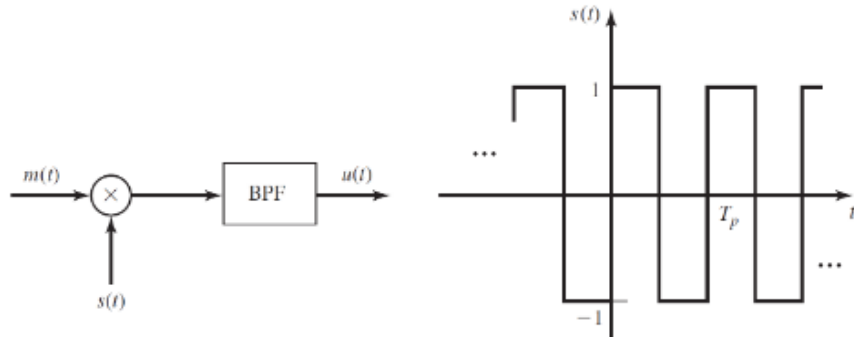 m(t)
×
BPF
u(t)
s(t)
s(t)
1
...
T_p
t
...
−1